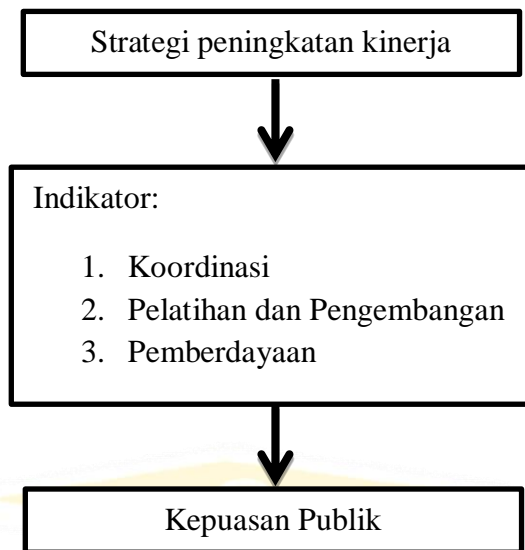 Strategi peningkatan kinerja
Indikator:
1. Koordinasi
2. Pelatihan dan Pengembangan
3. Pemberdayaan
Kepuasan Publik